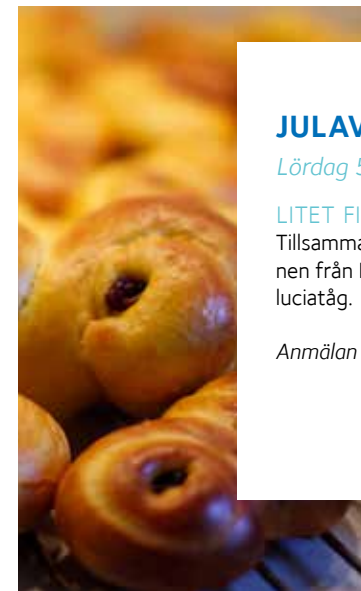 JULAV
Lördag 5
LITET FI
Tillsamma
nen från
luciatåg.
Anmälan